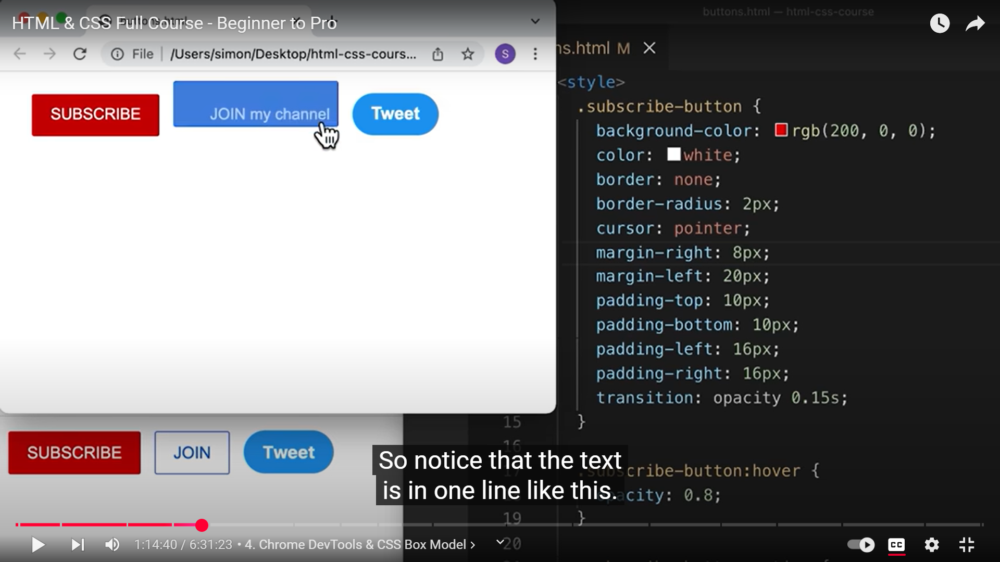 HTML & CSS Full Course - Beginner to Pro
buttons.html — html-css-course
File
/Users/simon/Desktop/html-css-cours...
S
ns.html M
SUBSCRIBE
JOIN my channel
Tweet
<style>
.subscribe-button {
background-color: rgb(200, 0, 0);
color: white;
border: none;
border-radius: 2px;
cursor: pointer;
margin-right: 8px;
margin-left: 20px;
padding-top: 10px;
padding-bottom: 10px;
padding-left: 16px;
padding-right: 16px;
transition: opacity 0.15s;
15 }
16
SUBSCRIBE
JOIN
Tweet
So notice that the text
is in one line like this.
cribe-button:hover {
acity: 0.8;
19 }
20
1:14:40 / 6:31:23 • 4. Chrome DevTools & CSS Box Model
CC